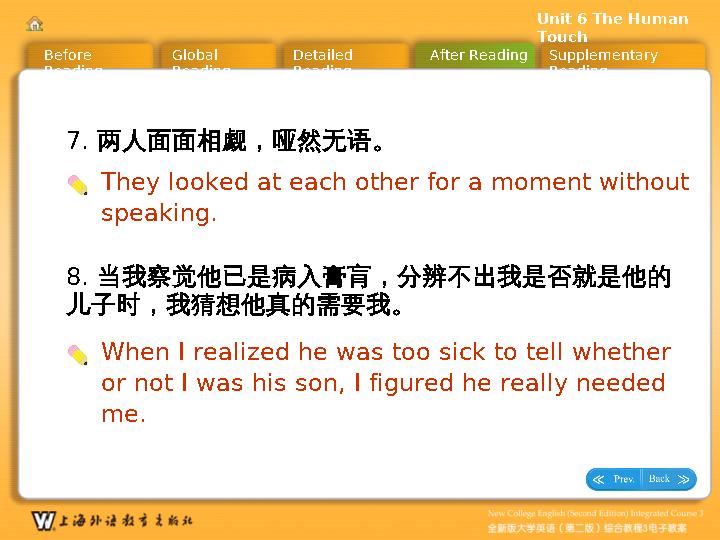 Unit 6 The Human
Touch
Before
Reading
Global
Reading
Detailed
Reading
After Reading
Supplementary
Reading
7. 两人面面相觑，哑然无语。
They looked at each other for a moment without
speaking.
8. 当我察觉他已是病入膏肓，分辨不出我是否就是他的
儿子时，我猜想他真的需要我。
When I realized he was too sick to tell whether
or not I was his son, I figured he really needed
me.
Prev. Back
W 上海外语教育出版社
New College English (Second Edition) Integrated Course 3
全新版大学英语（第二版）综合教程3电子教案